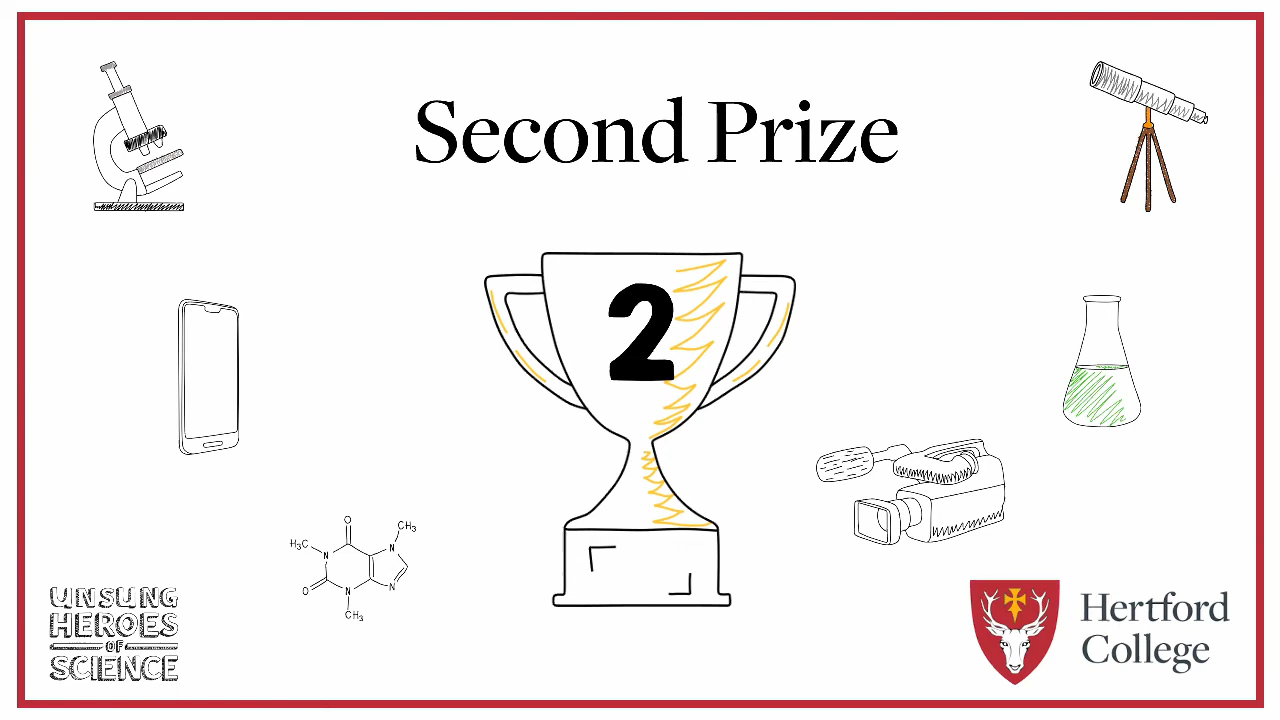 Second Prize
2
O
CH₃
H₃C
N
N
O
N
N
CH₃
UNSUNG
HEROES
OF
SCIENCE
Hertford
College